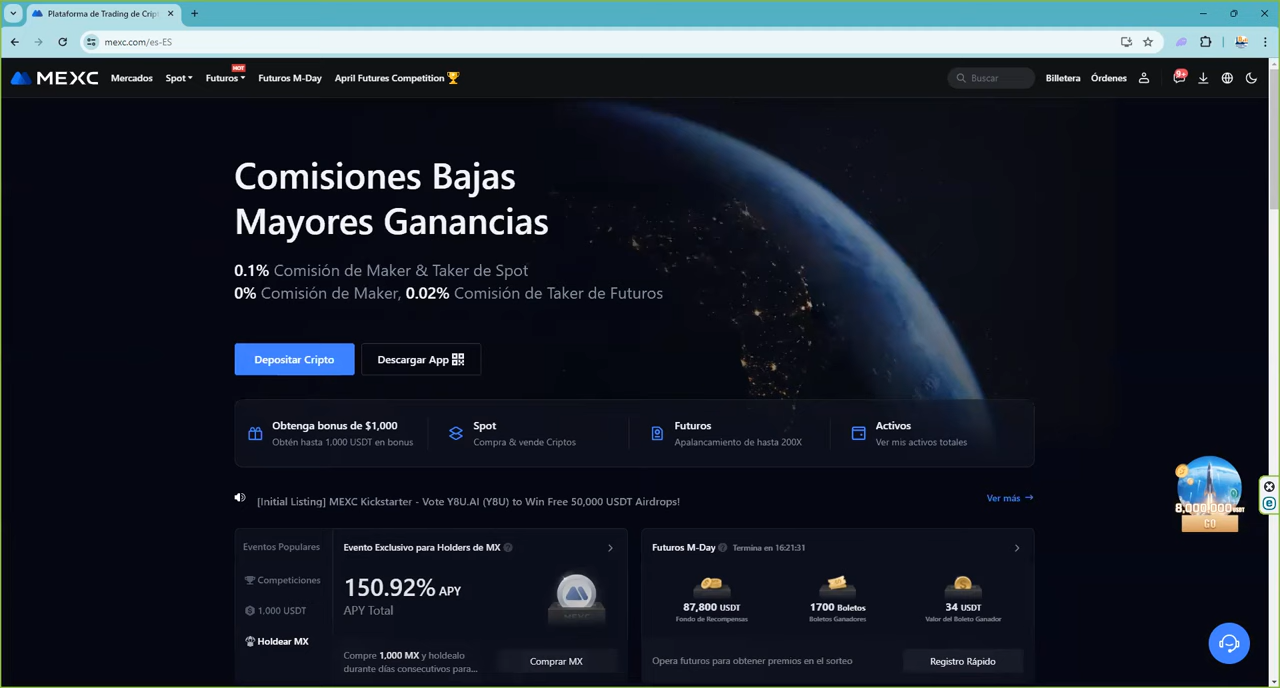 Plataforma de Trading de Crip
mexc.com/es-ES
MEXC
Mercados
Spot
Futuros
HOT
Futuros M-Day
April Futures Competition
Buscar
Billetera
Órdenes
9+
Comisiones Bajas
Mayores Ganancias
0.1% Comisión de Maker & Taker de Spot
0% Comisión de Maker, 0.02% Comisión de Taker de Futuros
Depositar Cripto
Descargar App
Obtenga bonus de $1,000
Obtén hasta 1,000 USDT en bonus
Spot
Compra & vende Criptos
Futuros
Apalancamiento de hasta 200X
Activos
Ver mis activos totales
[Initial Listing] MEXC Kickstarter - Vote Y8U.AI (Y8U) to Win Free 50,000 USDT Airdrops!
Ver más
8,000,000 USDT
GO
Eventos Populares
Competiciones
1,000 USDT
Holdear MX
Evento Exclusivo para Holders de MX
150.92% APY
APY Total
MEXC
Compre 1,000 MX y holdealo
durante días consecutivos para...
Comprar MX
Futuros M-Day
Termina en 16:21:31
87,800 USDT
Fondo de Recompensas
1700 Boletos
Boletos Ganadores
34 USDT
Valor del Boleto Ganador
Opera futuros para obtener premios en el sorteo
Registro Rápido